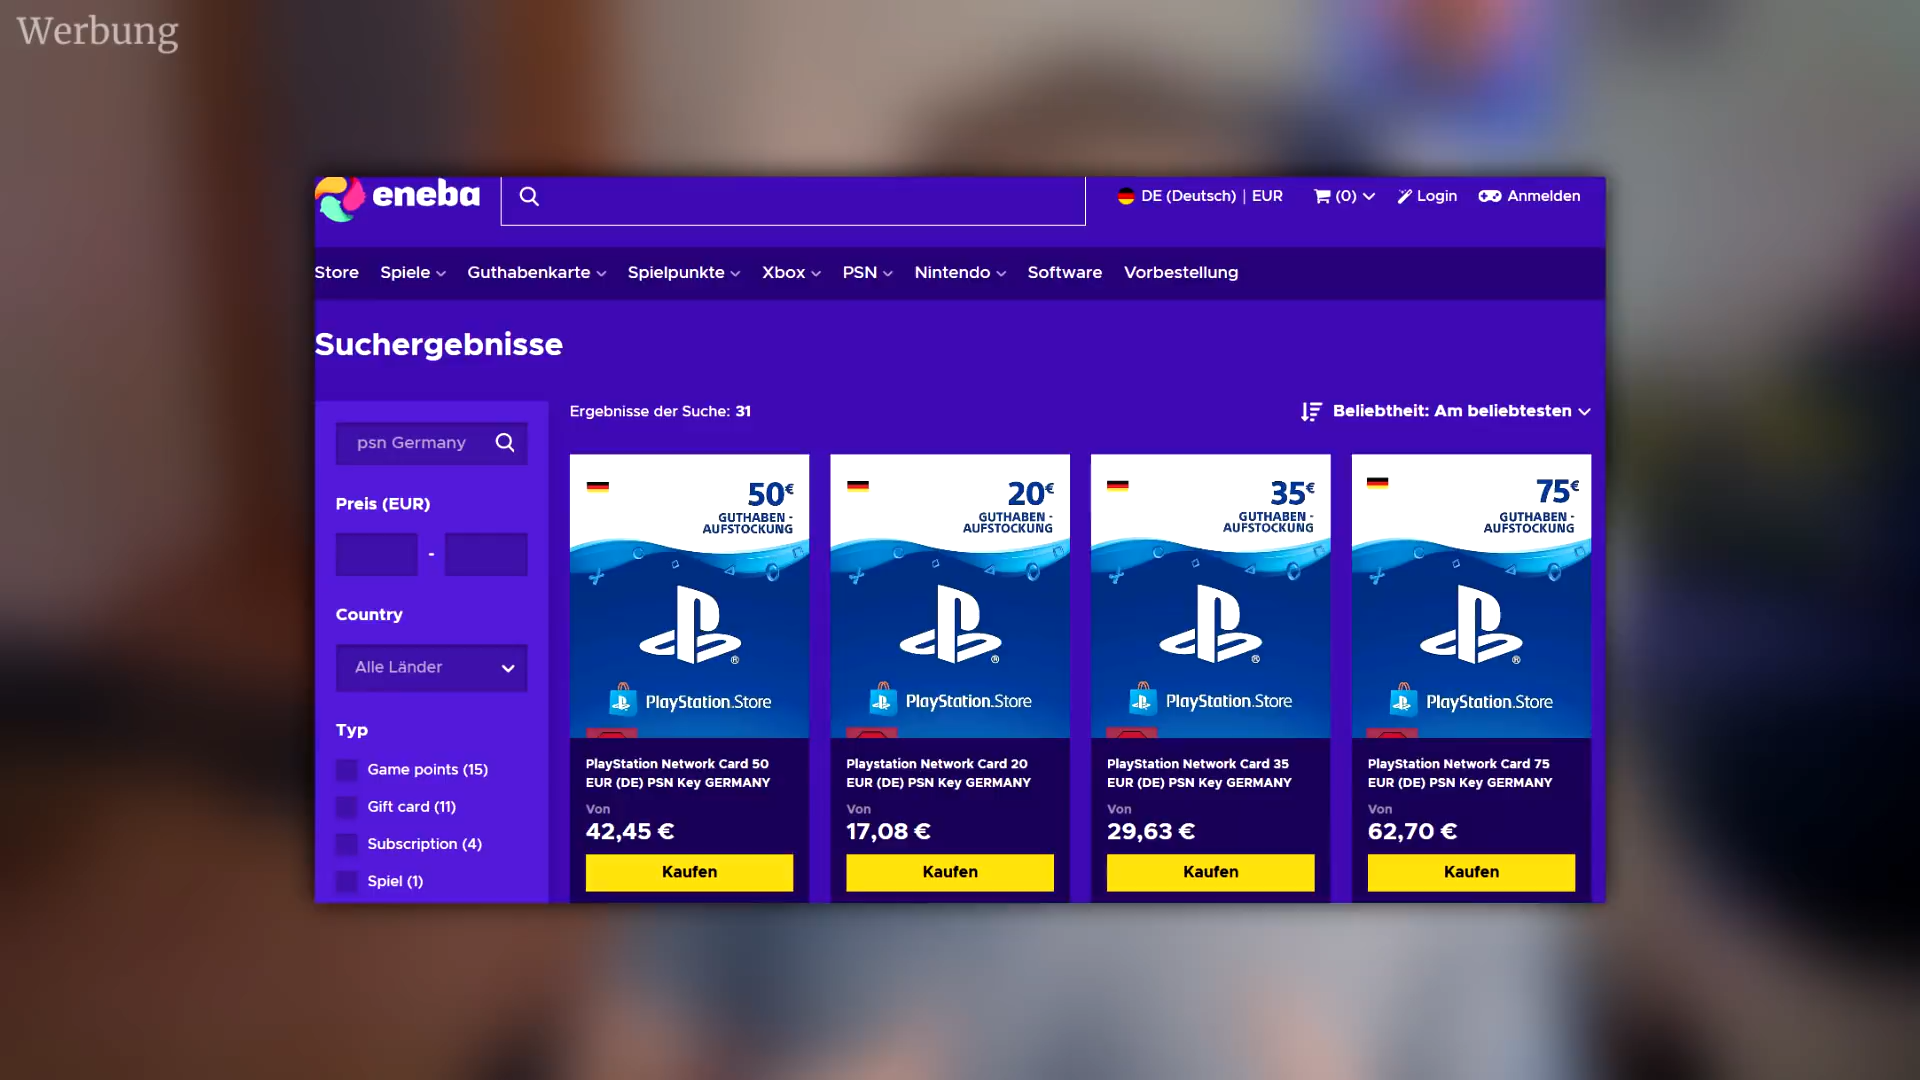 Werbung
eneba
DE (Deutsch) | EUR
(0)
Login
Anmelden
Store
Spiele
Guthabenkarte
Spielpunkte
Xbox
PSN
Nintendo
Software
Vorbestellung
Suchergebnisse
psn Germany
Preis (EUR)
-
Country
Alle Länder
Typ
Game points (15)
Gift card (11)
Subscription (4)
Spiel (1)
Ergebnisse der Suche: 31
Beliebtheit: Am beliebtesten
50€
GUTHABEN -
AUFSTOCKUNG
PlayStation.Store
PlayStation Network Card 50
EUR (DE) PSN Key GERMANY
Von
42,45 €
Kaufen
20€
GUTHABEN -
AUFSTOCKUNG
PlayStation.Store
Playstation Network Card 20
EUR (DE) PSN Key GERMANY
Von
17,08 €
Kaufen
35€
GUTHABEN -
AUFSTOCKUNG
PlayStation.Store
PlayStation Network Card 35
EUR (DE) PSN Key GERMANY
Von
29,63 €
Kaufen
75€
GUTHABEN -
AUFSTOCKUNG
PlayStation.Store
PlayStation Network Card 75
EUR (DE) PSN Key GERMANY
Von
62,70 €
Kaufen